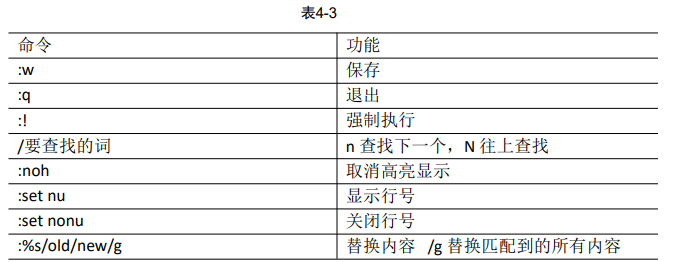 表4-3
命令 功能
:w 保存
:q 退出
:! 强制执行
/要查找的词 n 查找下一个，N 往上查找
:noh 取消高亮显示
:set nu 显示行号
:set nonu 关闭行号
:%s/old/new/g 替换内容 /g 替换匹配到的所有内容